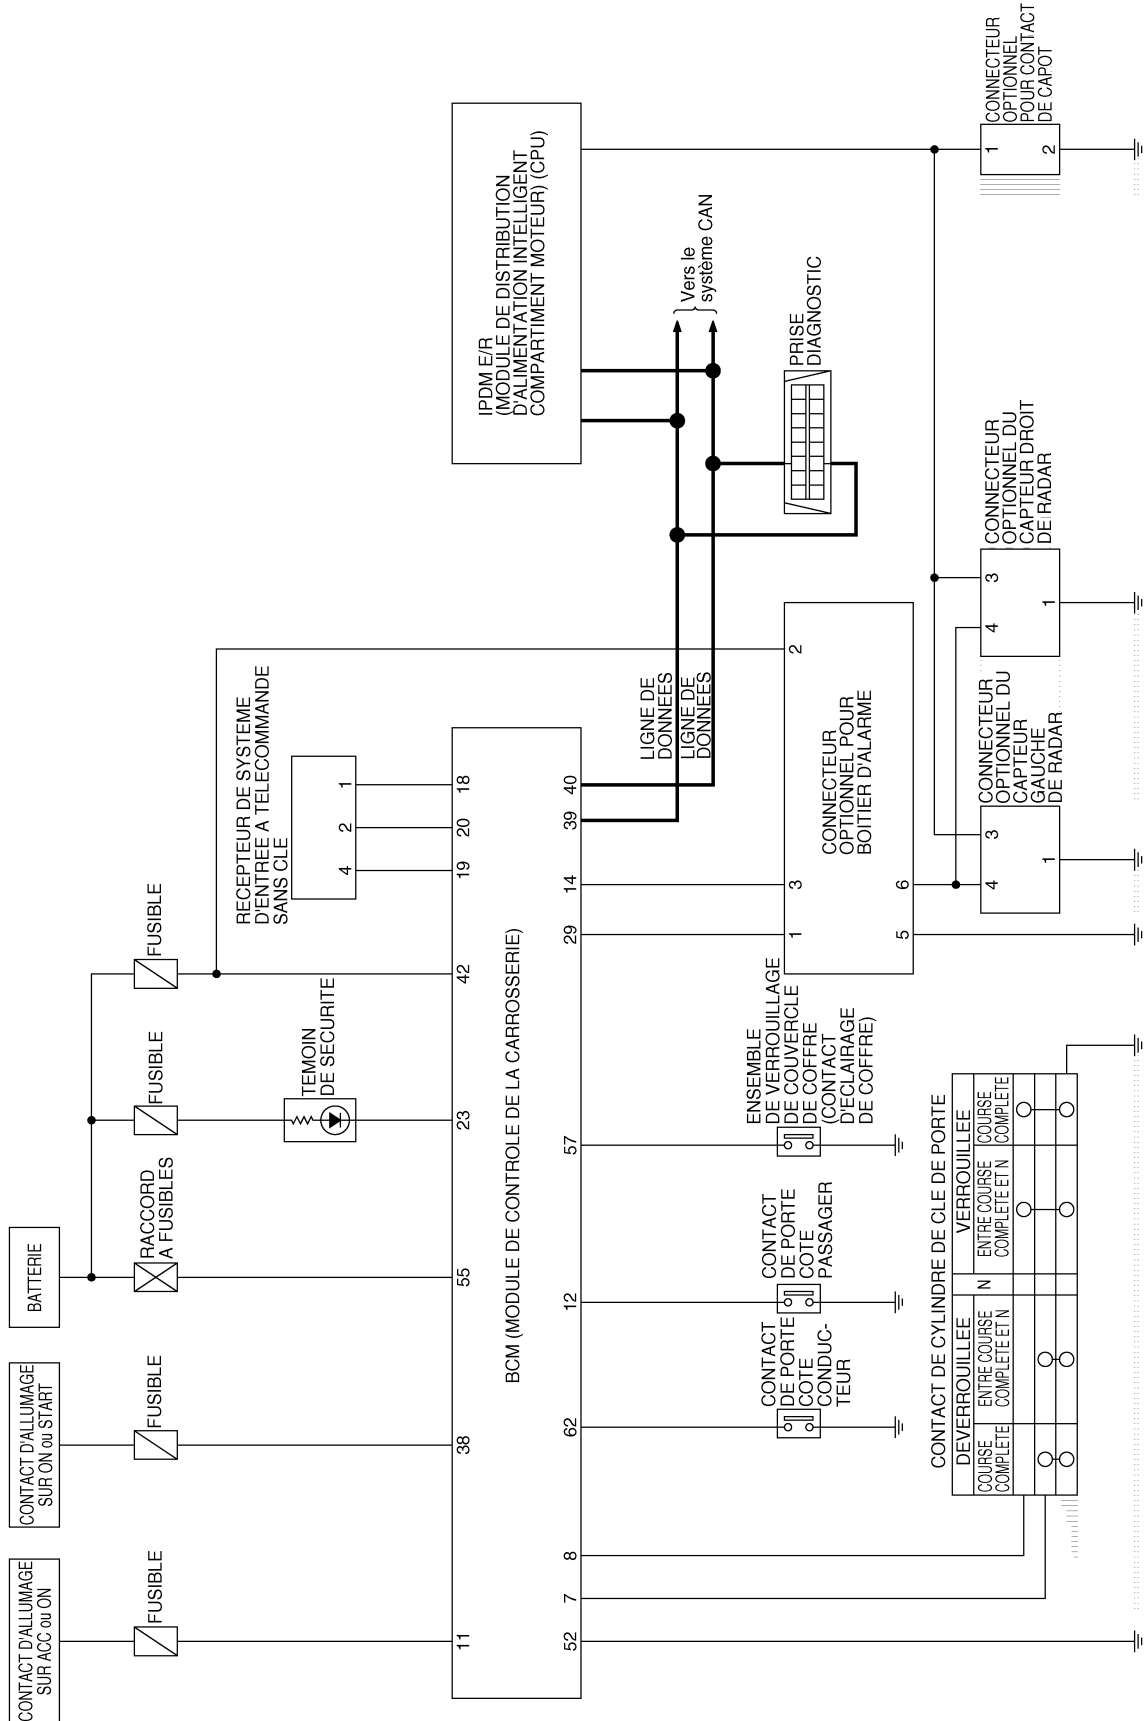 CONTACT D'ALLUMAGE
SUR ACC ou ON
CONTACT D'ALLUMAGE
SUR ON ou START
BATTERIE
FUSIBLE
FUSIBLE
RACCORD
A FUSIBLES
FUSIBLE
FUSIBLE
TEMOIN
DE SECURITE
RECEPTEUR DE SYSTEME
D'ENTREE A TELECOMMANDE
SANS CLE
4
2
1
11
38
55
23
42
19
20
18
BCM (MODULE DE CONTROLE DE LA CARROSSERIE)
52
7
8
62
12
57
29
14
39
40
IPDM E/R
(MODULE DE DISTRIBUTION
D'ALIMENTATION INTELLIGENT
COMPARTIMENT MOTEUR) (CPU)
LIGNE DE
DONNEES
LIGNE DE
DONNEES
Vers le
système CAN
PRISE
DIAGNOSTIC
CONTACT
DE PORTE
COTE
CONDUC-
TEUR
CONTACT
DE PORTE
COTE
PASSAGER
ENSEMBLE
DE VERROUILLAGE
DE COUVERCLE
DE COFFRE
(CONTACT
D'ECLAIRAGE
DE COFFRE)
1
3
2
CONNECTEUR
OPTIONNEL POUR
BOITIER D'ALARME
5
6
CONTACT DE CYLINDRE DE CLE DE PORTE
DEVERROUILLEE
VERROUILLEE
COURSE
COMPLETE
ENTRE COURSE
COMPLETE ET N
N
ENTRE COURSE
COMPLETE ET N
COURSE
COMPLETE
CONNECTEUR
OPTIONNEL DU
CAPTEUR
GAUCHE
DE RADAR
4
3
1
CONNECTEUR
OPTIONNEL DU
CAPTEUR DROIT
DE RADAR
4
3
1
CONNECTEUR
OPTIONNEL
POUR CONTACT
DE CAPOT
1
2